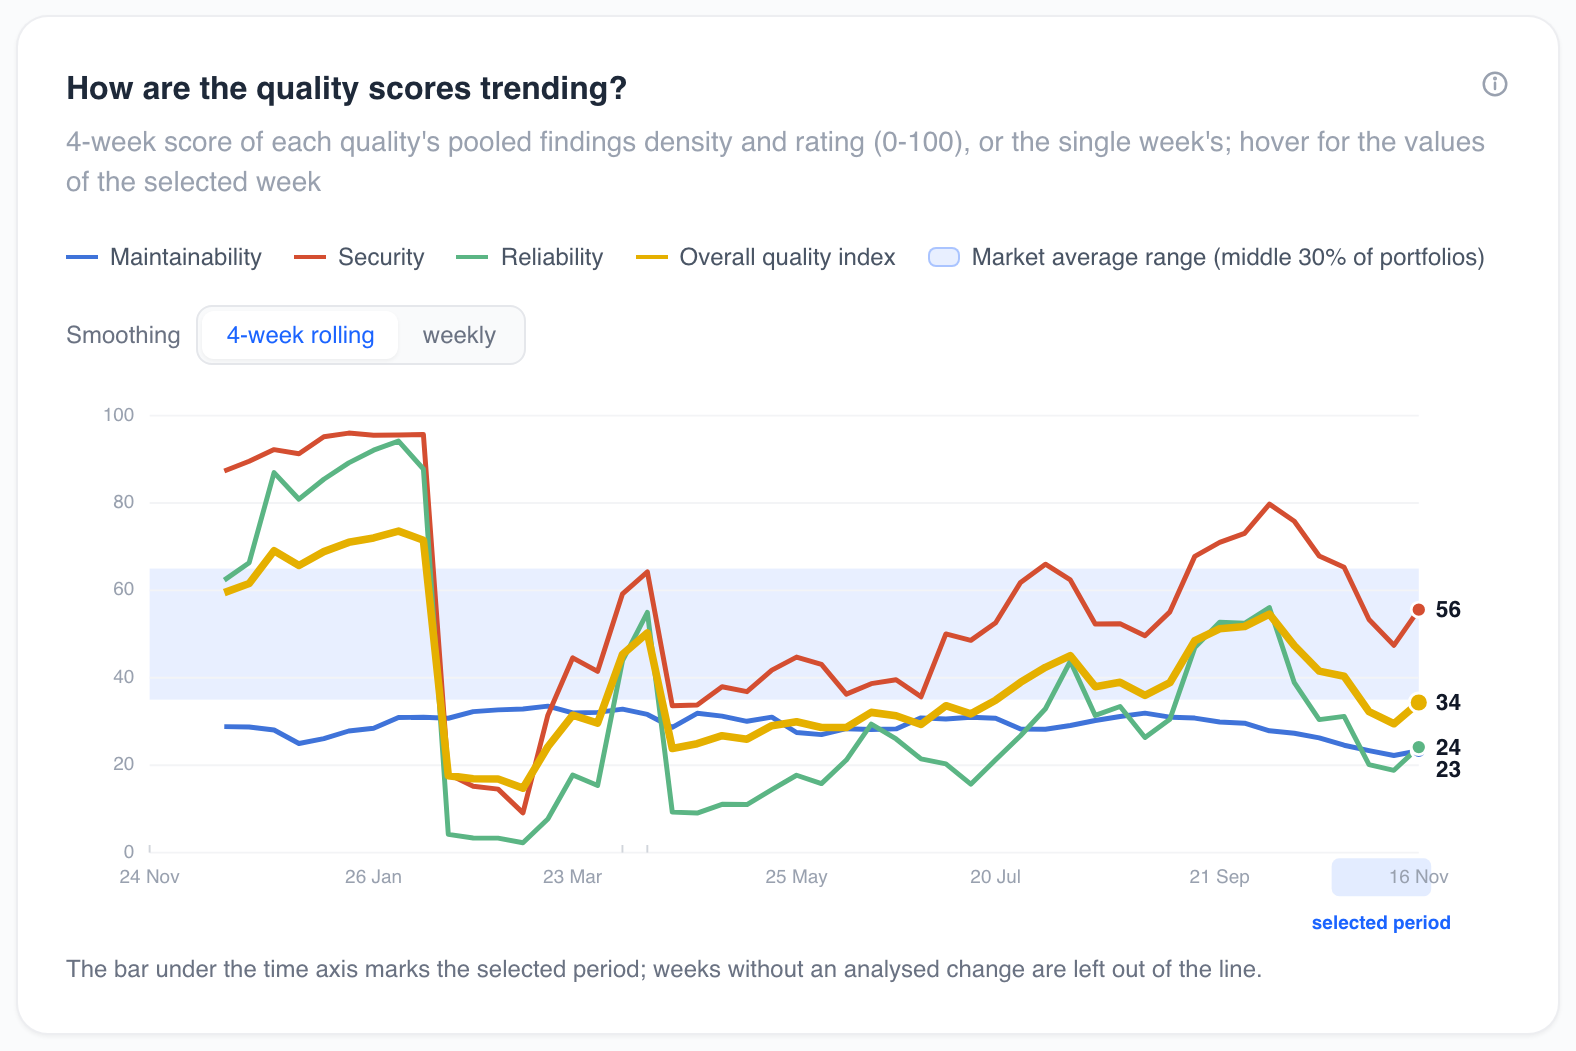 How are the quality scores trending?
4-week score of each quality's pooled findings density and rating (0-100), or the single week's; hover for the values
of the selected week
Maintainability Security Reliability Overall quality index Market average range (middle 30% of portfolios)
Smoothing 4-week rolling weekly
100
80
60
40
20
0
56
34
24
23
24 Nov 26 Jan 23 Mar 25 May 20 Jul 21 Sep 16 Nov
selected period
The bar under the time axis marks the selected period; weeks without an analysed change are left out of the line.